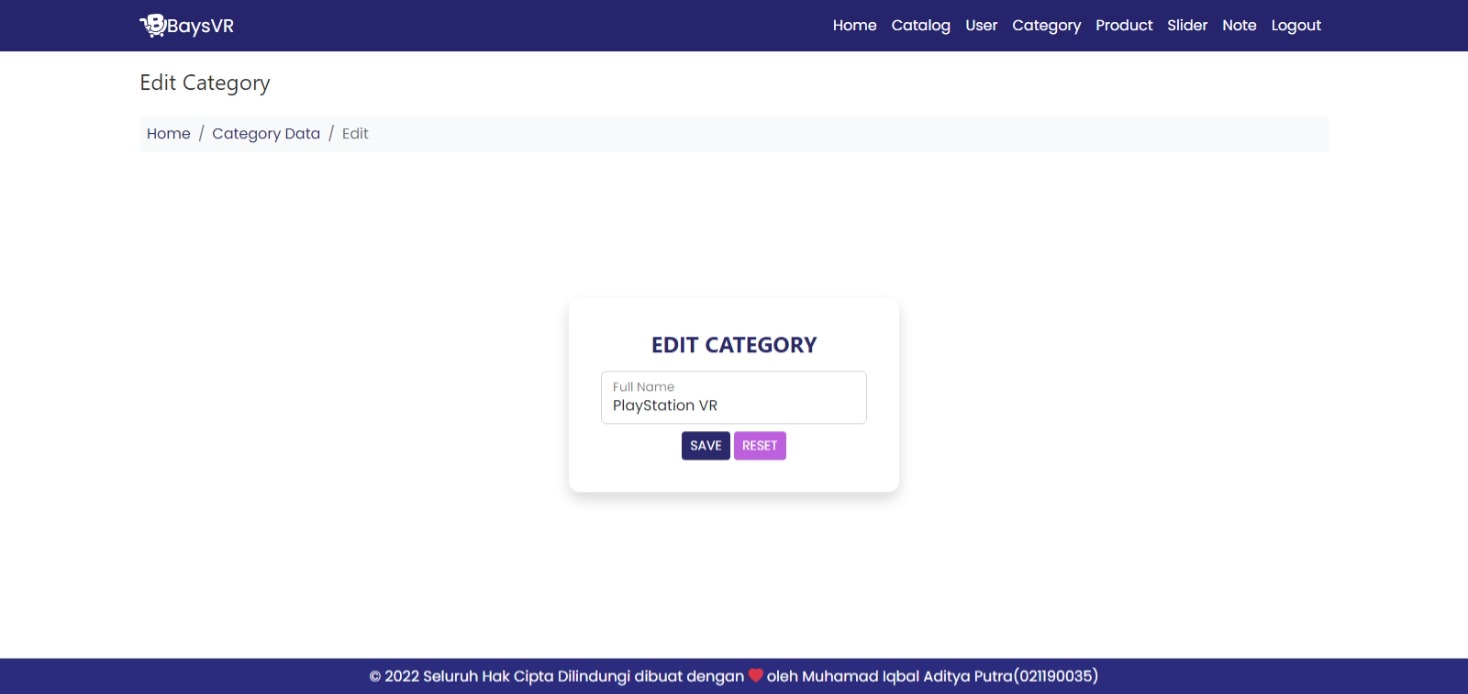 BaysVR
Home Catalog User Category Product Slider Note Logout
Edit Category
Home / Category Data / Edit
EDIT CATEGORY
Full Name
PlayStation VR
SAVE RESET
© 2022 Seluruh Hak Cipta Dilindungi dibuat dengan ❤ oleh Muhamad Iqbal Aditya Putra(021190035)